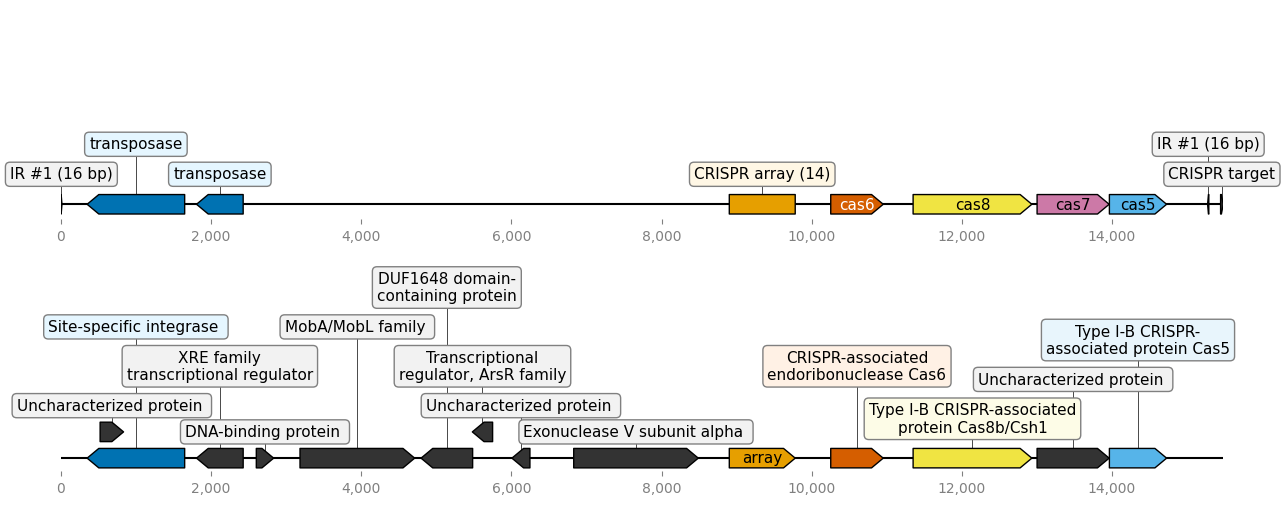 transposase
IR #1 (16 bp)
IR #1 (16 bp)
transposase
CRISPR array (14)
CRISPR target
cas6
cas8
cas7
cas5
0
2,000
4,000
6,000
8,000
10,000
12,000
14,000
DUF1648 domain-
containing protein
Site-specific integrase
MobA/MobL family
Type I-B CRISPR-
associated protein Cas5
XRE family
transcriptional regulator
Transcriptional
regulator, ArsR family
CRISPR-associated
endoribonuclease Cas6
Uncharacterized protein
Uncharacterized protein
Uncharacterized protein
Type I-B CRISPR-associated
protein Cas8b/Csh1
DNA-binding protein
Exonuclease V subunit alpha
array
0
2,000
4,000
6,000
8,000
10,000
12,000
14,000